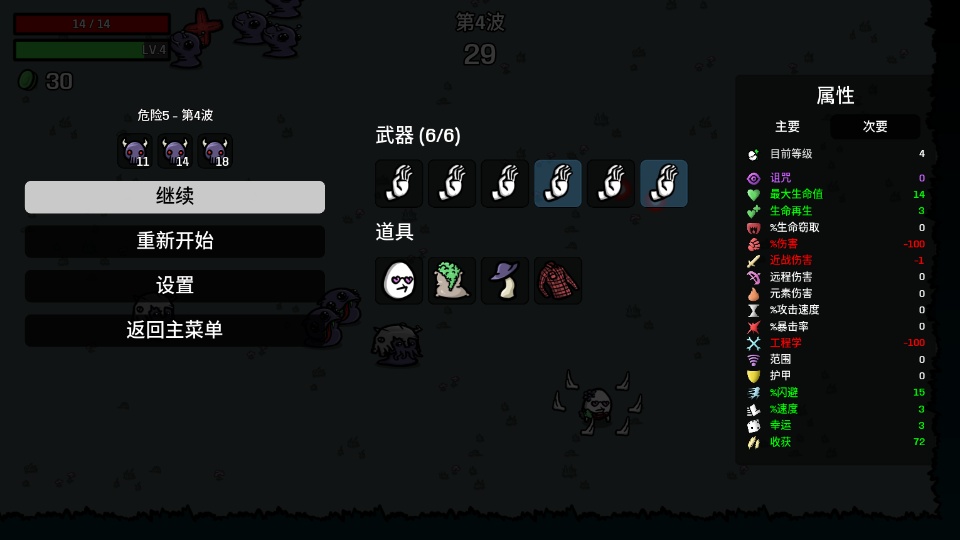 14 / 14
LV.4
30
第4波
29
危险5 - 第4波
11
14
18
继续
重新开始
设置
返回主菜单
武器 (6/6)
道具
属性
主要
次要
目前等级 4
诅咒 0
最大生命值 14
生命再生 3
%生命窃取 0
%伤害 -100
近战伤害 -1
远程伤害 0
元素伤害 0
%攻击速度 0
%暴击率 0
工程学 -100
范围 0
护甲 0
%闪避 15
%速度 3
幸运 3
收获 72